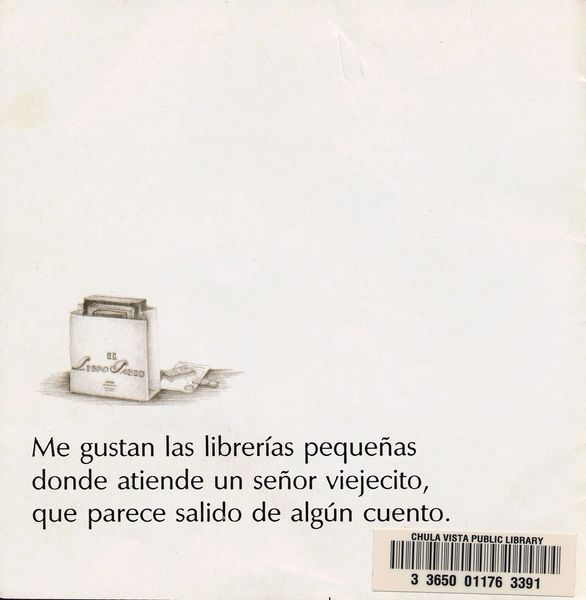 EL
LIBRO SABIO
Me gustan las librerías pequeñas
donde atiende un señor viejecito,
que parece salido de algún cuento.
CHULA VISTA PUBLIC LIBRARY
3 3650 01176 3391